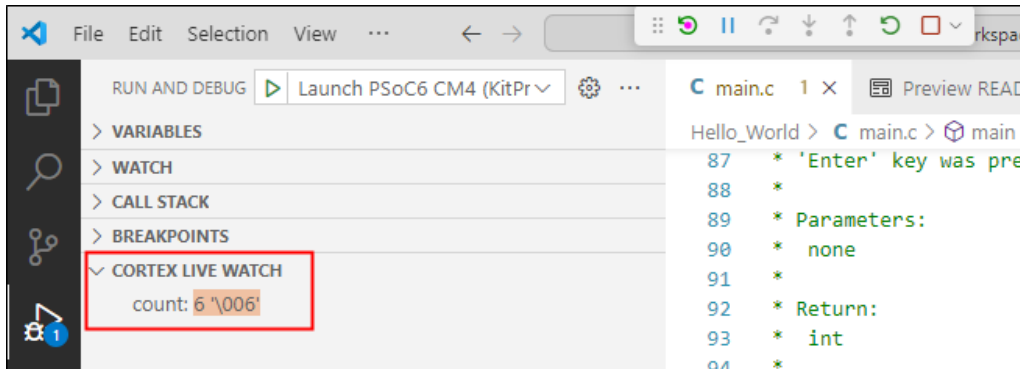 File Edit Selection View ...
rkspa
RUN AND DEBUG Launch PSoC6 CM4 (KitPr ...
C main.c 1 Preview READ
VARIABLES
Hello_World > C main.c > main
WATCH
CALL STACK
BREAKPOINTS
CORTEX LIVE WATCH
count: 6 '\006'
1
87 * 'Enter' key was pre
88 *
89 * Parameters:
90 * none
91 *
92 * Return:
93 * int
94 *